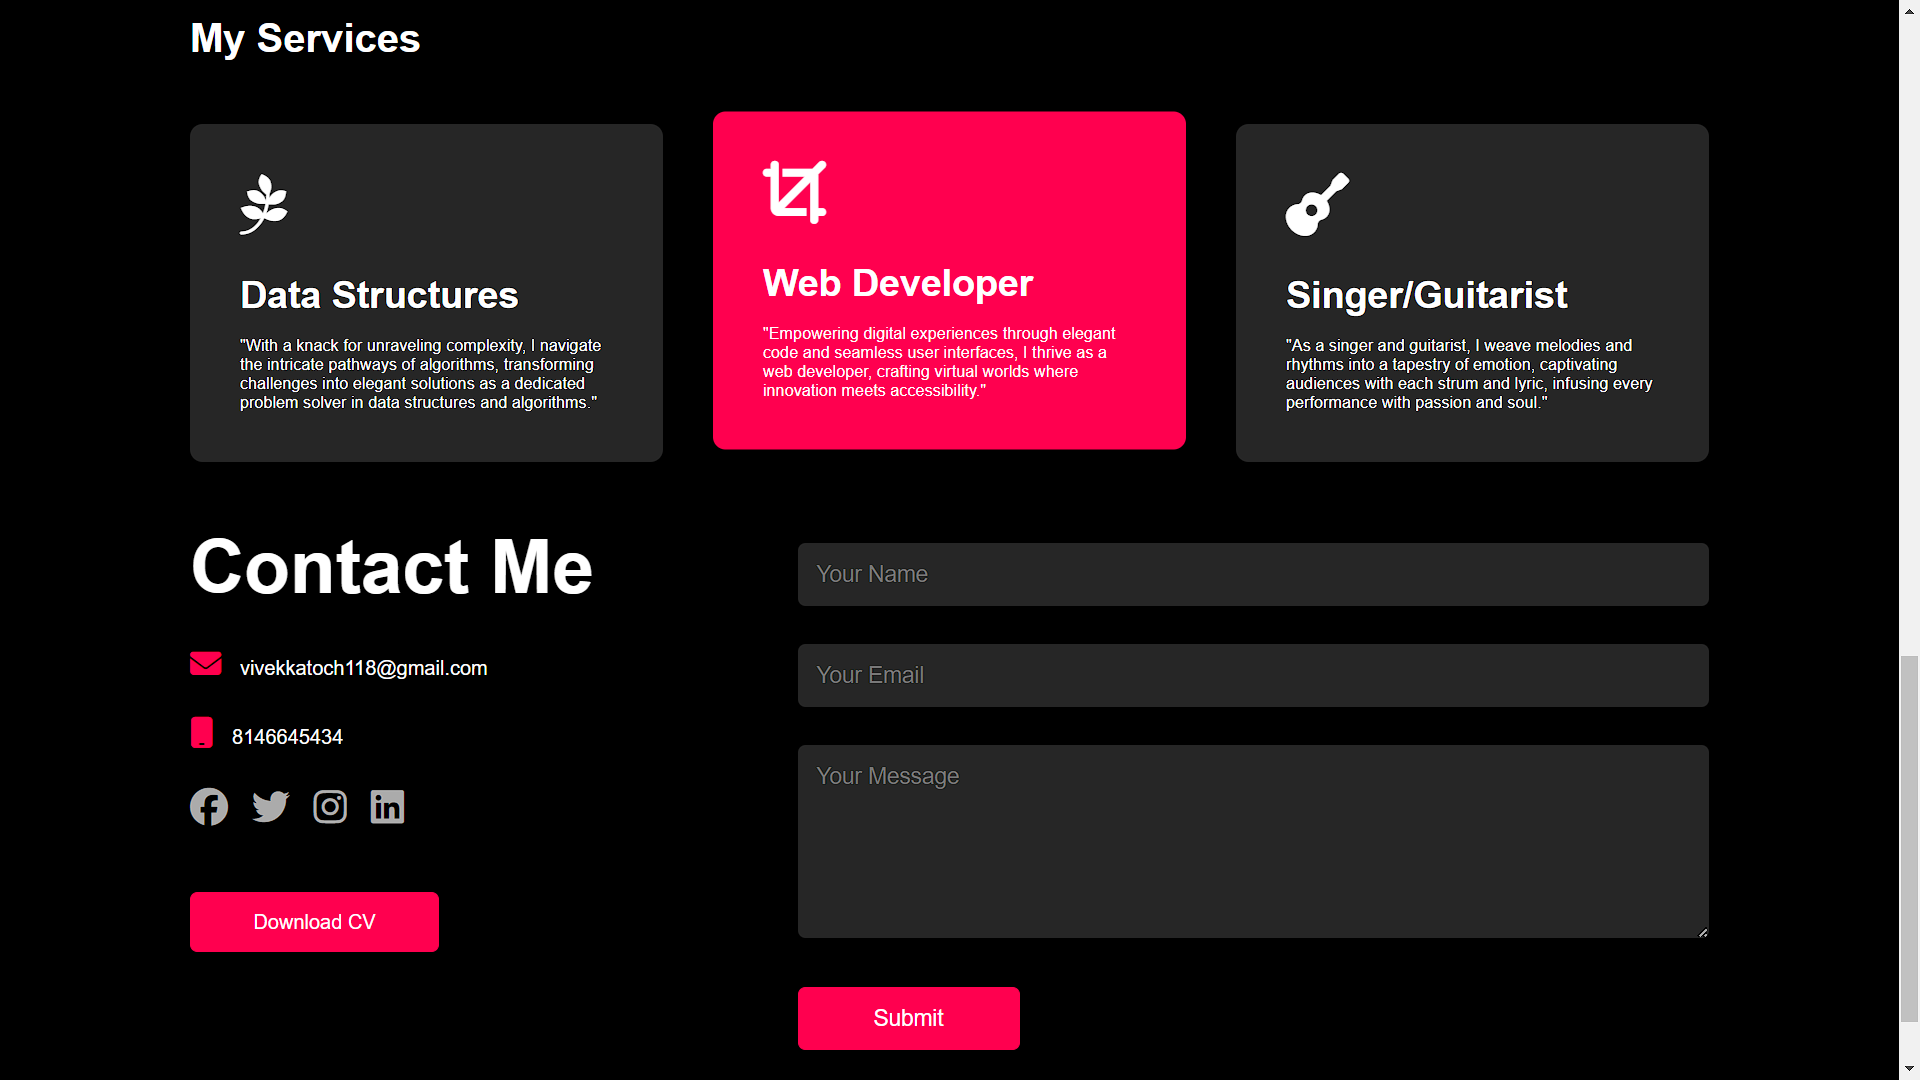 My Services
Data Structures
"With a knack for unraveling complexity, I navigate
the intricate pathways of algorithms, transforming
challenges into elegant solutions as a dedicated
problem solver in data structures and algorithms."
Web Developer
"Empowering digital experiences through elegant
code and seamless user interfaces, I thrive as a
web developer, crafting virtual worlds where
innovation meets accessibility."
Singer/Guitarist
"As a singer and guitarist, I weave melodies and
rhythms into a tapestry of emotion, captivating
audiences with each strum and lyric, infusing every
performance with passion and soul."
Contact Me
vivekkatoch118@gmail.com
8146645434
Download CV
Your Name
Your Email
Your Message
Submit